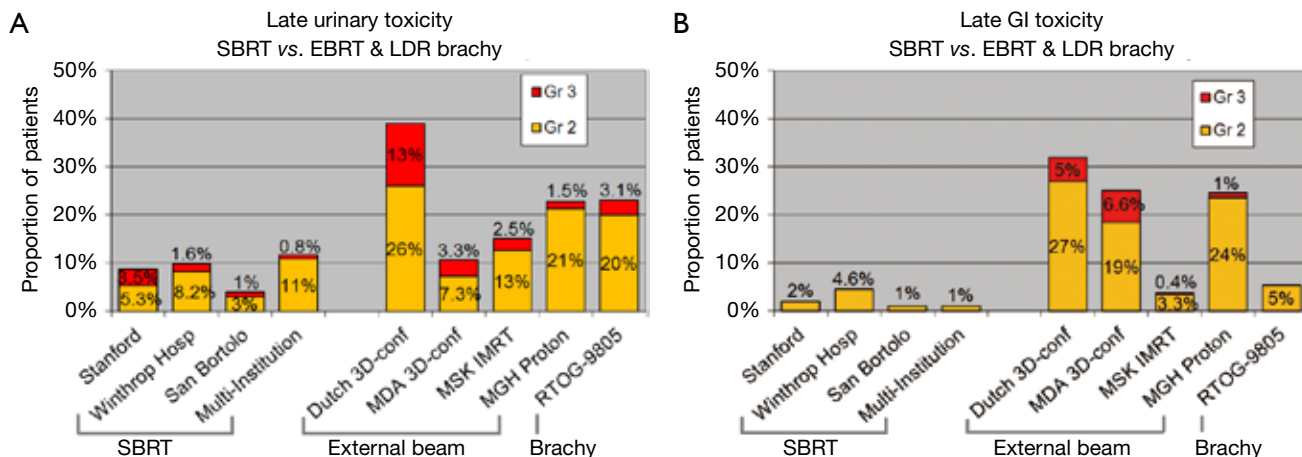 A
Late urinary toxicity
SBRT vs. EBRT & LDR brachy
Proportion of patients
50%
40%
30%
20%
10%
0%
Gr 3
Gr 2
3.5%
5.3%
1.6%
8.2%
1%
3%
0.8%
11%
13%
26%
3.3%
7.3%
2.5%
13%
1.5%
21%
3.1%
20%
Stanford
Winthrop Hosp
San Bortolo
Multi-Institution
Dutch 3D-conf
MDA 3D-conf
MSK IMRT
MGH Proton
RTOG-9805
SBRT
External beam
Brachy
B
Late GI toxicity
SBRT vs. EBRT & LDR brachy
Proportion of patients
50%
40%
30%
20%
10%
0%
Gr 3
Gr 2
2%
4.6%
1%
1%
5%
27%
6.6%
19%
0.4%
3.3%
1%
24%
5%
Stanford
Winthrop Hosp
San Bortolo
Multi-Institution
Dutch 3D-conf
MDA 3D-conf
MSK IMRT
MGH Proton
RTOG-9805
SBRT
External beam
Brachy